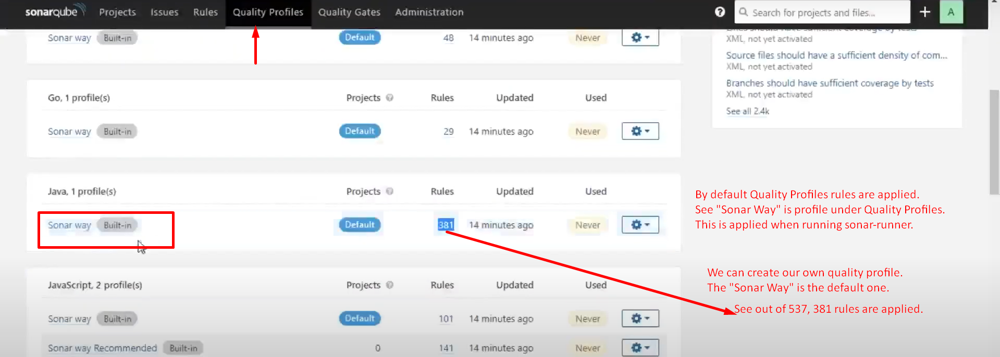 sonarqube Projects Issues Rules Quality Profiles Quality Gates Administration ? Search for projects and files... + A
Sonar way Built-in Default 48 14 minutes ago Never
Lines should have sufficient coverage by tests
XML, not yet activated
Source files should have a sufficient density of com...
XML, not yet activated
Branches should have sufficient coverage by tests
XML, not yet activated
See all 2.4k
Go, 1 profile(s) Projects ? Rules Updated Used
Sonar way Built-in Default 29 14 minutes ago Never
Java, 1 profile(s) Projects ? Rules Updated Used
Sonar way Built-in Default 381 14 minutes ago Never
By default Quality Profiles rules are applied.
See "Sonar Way" is profile under Quality Profiles.
This is applied when running sonar-runner.
We can create our own quality profile.
The "Sonar Way" is the default one.
See out of 537, 381 rules are applied.
JavaScript, 2 profile(s) Projects ? Rules Updated Used
Sonar way Built-in Default 101 14 minutes ago Never
Sonar way Recommended Built-in 0 141 14 minutes ago Never